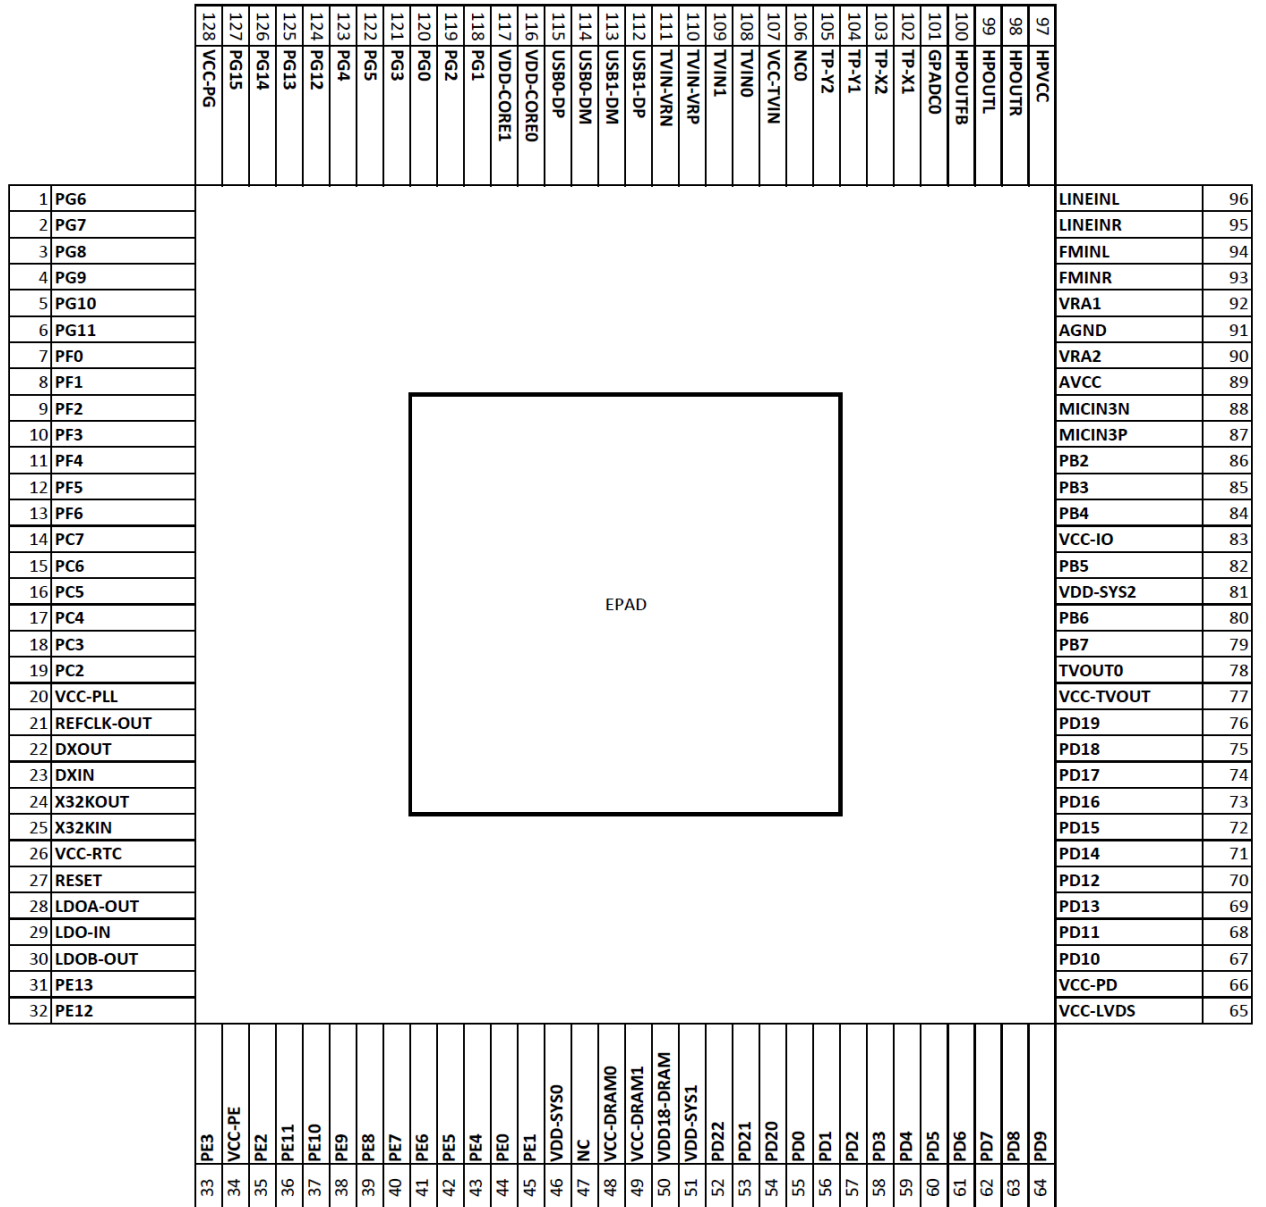 128 VCC-PG
127 PG15
126 PG14
125 PG13
124 PG12
123 PG4
122 PG5
121 PG3
120 PG0
119 PG2
118 PG1
117 VDD-CORE1
116 VDD-CORE0
115 USB0-DP
114 USB0-DM
113 USB1-DM
112 USB1-DP
111 TVIN-VRN
110 TVIN-VRP
109 TVIN1
108 TVIN0
107 VCC-TVIN
106 NC0
105 TP-Y2
104 TP-Y1
103 TP-X2
102 TP-X1
101 GPADC0
100 HPOUTFB
99 HPOUTL
98 HPOUTR
97 HPVCC
1 PG6
2 PG7
3 PG8
4 PG9
5 PG10
6 PG11
7 PF0
8 PF1
9 PF2
10 PF3
11 PF4
12 PF5
13 PF6
14 PC7
15 PC6
16 PC5
17 PC4
18 PC3
19 PC2
20 VCC-PLL
21 REFCLK-OUT
22 DXOUT
23 DXIN
24 X32KOUT
25 X32KIN
26 VCC-RTC
27 RESET
28 LDOA-OUT
29 LDO-IN
30 LDOB-OUT
31 PE13
32 PE12
EPAD
LINEINL 96
LINEINR 95
FMINL 94
FMINR 93
VRA1 92
AGND 91
VRA2 90
AVCC 89
MICIN3N 88
MICIN3P 87
PB2 86
PB3 85
PB4 84
VCC-IO 83
PB5 82
VDD-SYS2 81
PB6 80
PB7 79
TVOUT0 78
VCC-TVOUT 77
PD19 76
PD18 75
PD17 74
PD16 73
PD15 72
PD14 71
PD12 70
PD13 69
PD11 68
PD10 67
VCC-PD 66
VCC-LVDS 65
33 PE3
34 VCC-PE
35 PE2
36 PE11
37 PE10
38 PE9
39 PE8
40 PE7
41 PE6
42 PE5
43 PE4
44 PE0
45 PE1
46 VDD-SYS0
47 NC
48 VCC-DRAM0
49 VCC-DRAM1
50 VDD18-DRAM
51 VDD-SYS1
52 PD22
53 PD21
54 PD20
55 PD0
56 PD1
57 PD2
58 PD3
59 PD4
60 PD5
61 PD6
62 PD7
63 PD8
64 PD9